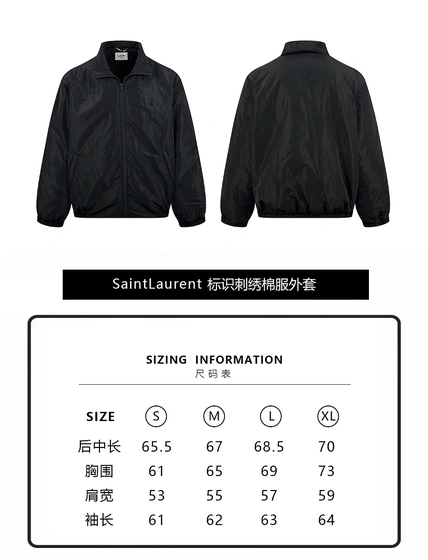 SaintLaurent 标识刺绣棉服外套
SIZING INFORMATION
尺码表
SIZE S M L XL
后中长 65.5 67 68.5 70
胸围 61 65 69 73
肩宽 53 55 57 59
袖长 61 62 63 64